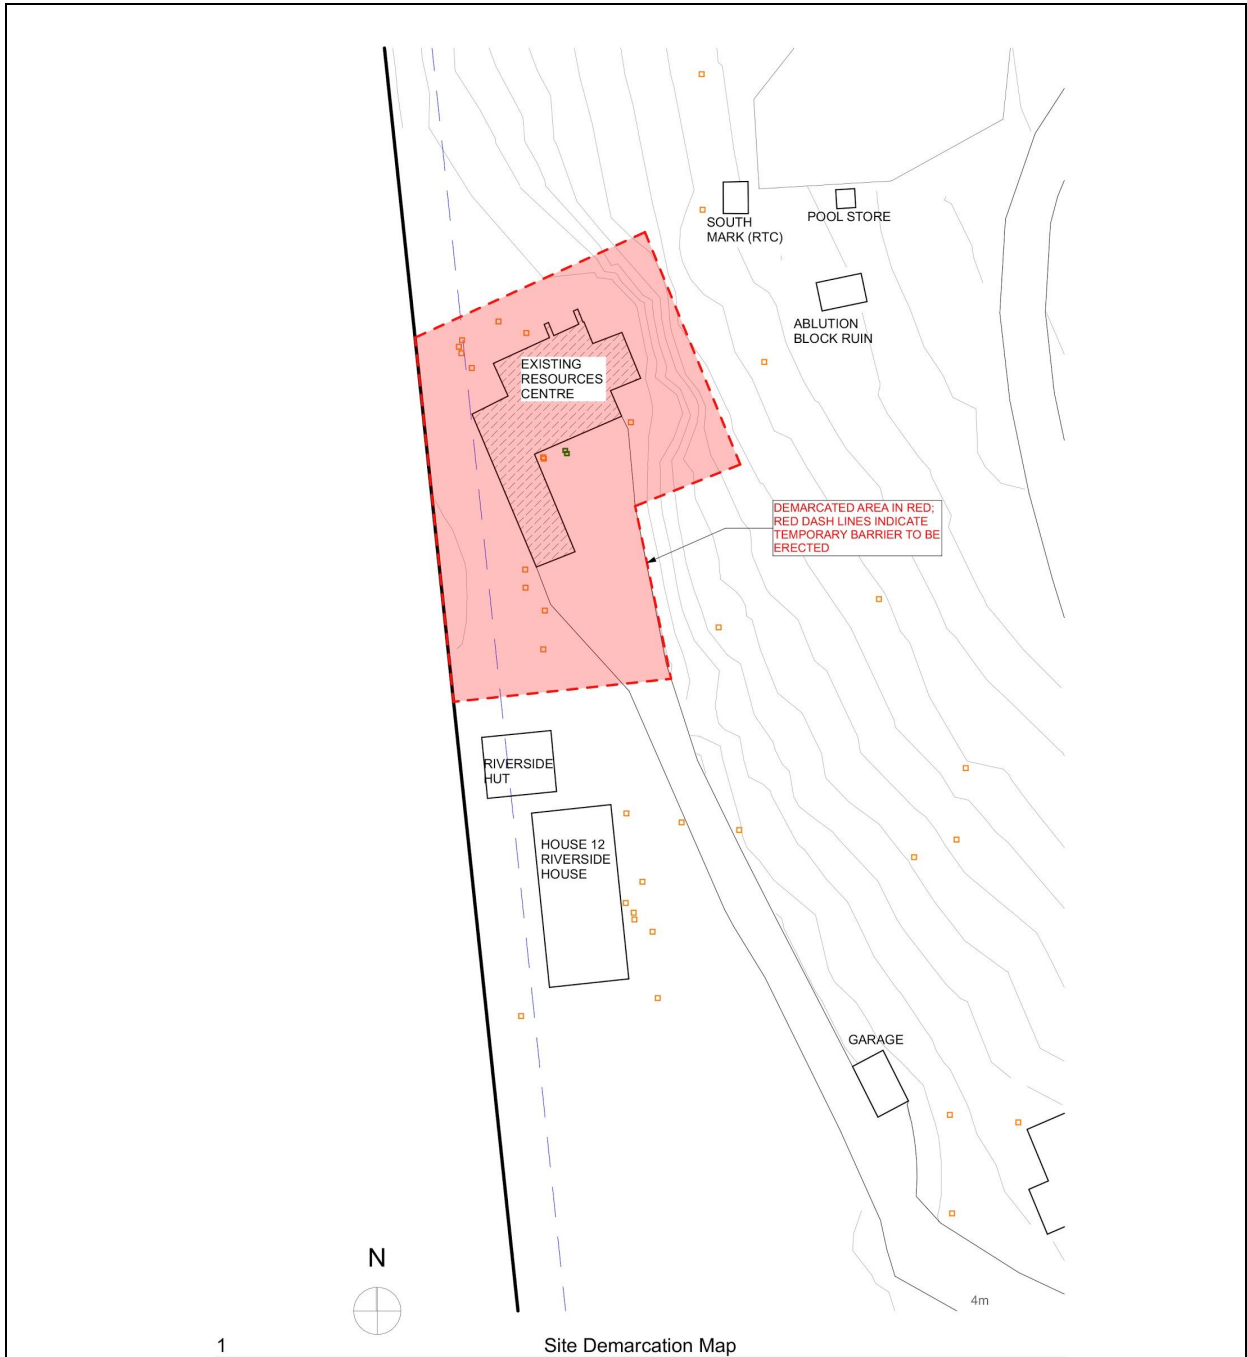 SOUTH
MARK (RTC)
POOL STORE
ABLUTION
BLOCK RUIN
EXISTING
RESOURCES
CENTRE
DEMARCATED AREA IN RED;
RED DASH LINES INDICATE
TEMPORARY BARRIER TO BE
ERECTED
RIVERSIDE
HUT
HOUSE 12
RIVERSIDE
HOUSE
GARAGE
N
4m
1 Site Demarcation Map